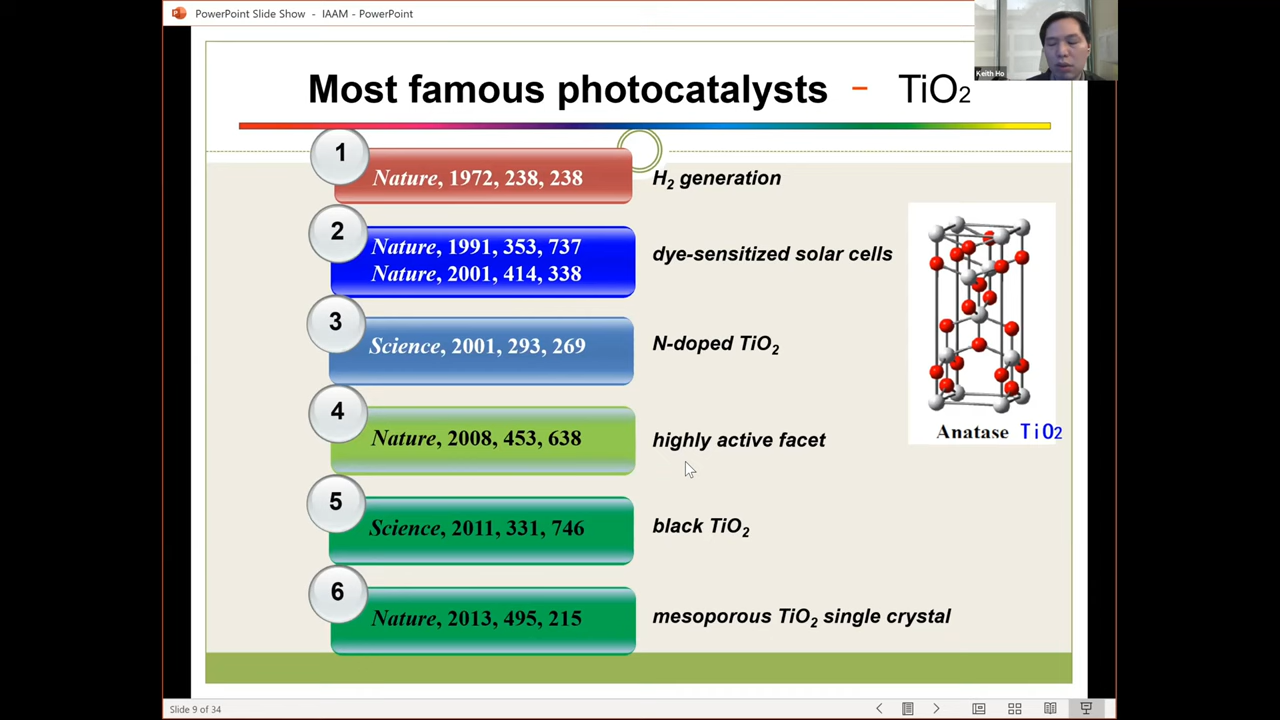 PowerPoint Slide Show - IAAM - PowerPoint
Keith Ho
Most famous photocatalysts – TiO2
1
Nature, 1972, 238, 238
H2 generation
2
Nature, 1991, 353, 737
Nature, 2001, 414, 338
dye-sensitized solar cells
3
Science, 2001, 293, 269
N-doped TiO2
4
Nature, 2008, 453, 638
highly active facet
5
Science, 2011, 331, 746
black TiO2
6
Nature, 2013, 495, 215
mesoporous TiO2 single crystal
Anatase TiO2
Slide 9 of 34